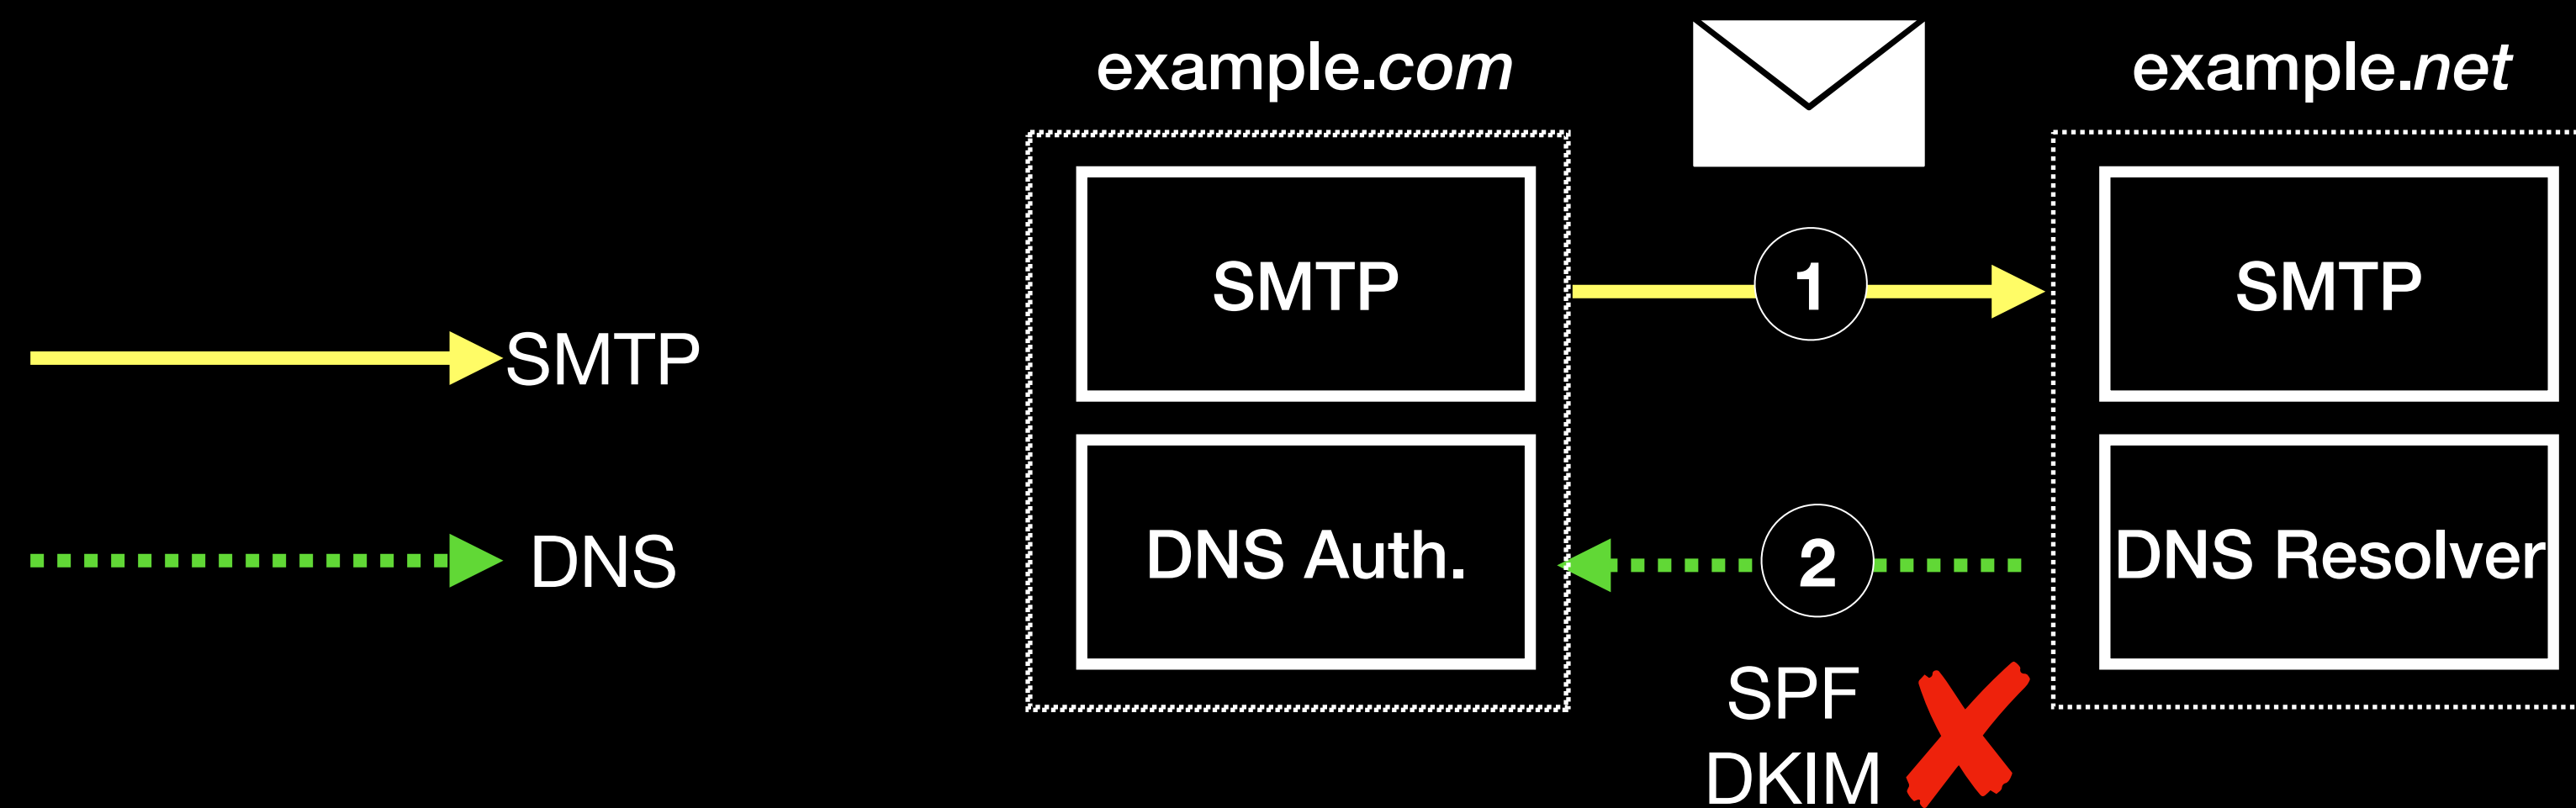 example.com
example.net
SMTP
1
SMTP
SMTP
DNS Auth.
2
DNS Resolver
DNS
SPF
DKIM